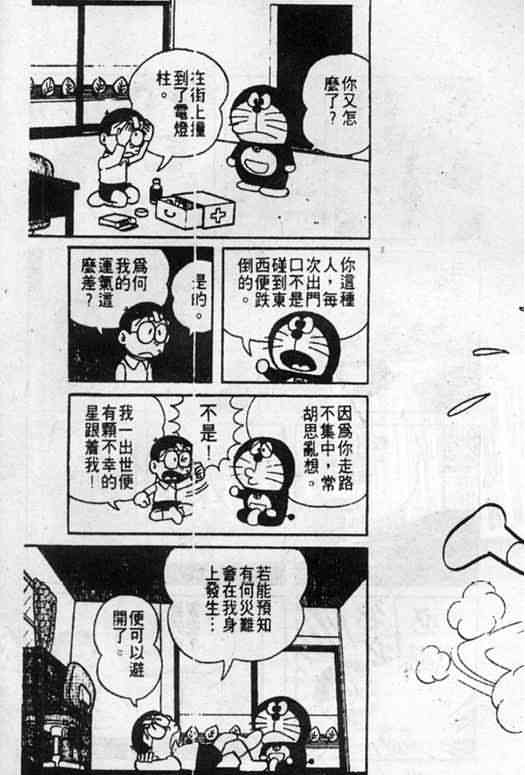 你又怎
麼了？
在街上撞
到了電燈
柱。
你這種
人，每
次出門
口不是
碰到東
西便跌
倒的。
是的。
爲何
我的
運氣這
麼差？
因爲你走路
不集中，常
胡思亂想。
不是！
我一出世便
有顆不幸的
星跟着我！
若能預知
有何災難
會在我身
上發生…
便可以避
開了。